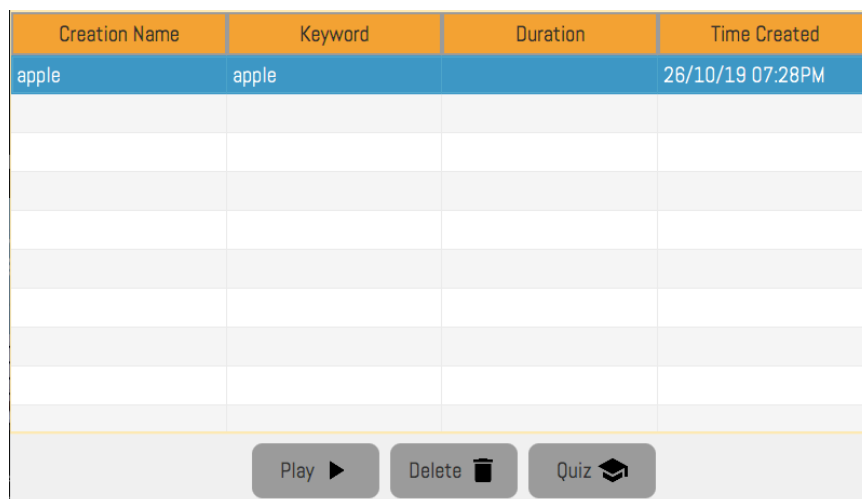 Creation Name Keyword Duration Time Created
apple apple 26/10/19 07:28PM
Play Delete Quiz